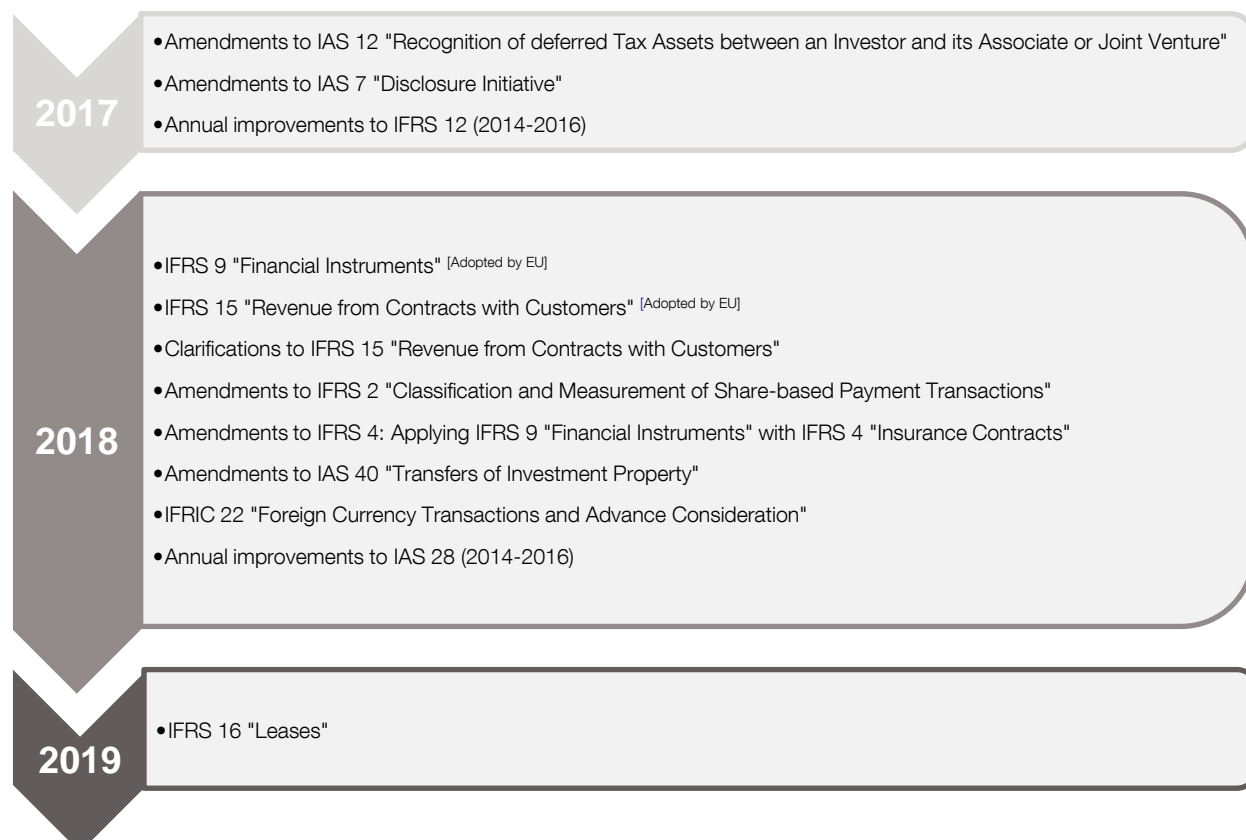 2017
•Amendments to IAS 12 "Recognition of deferred Tax Assets between an Investor and its Associate or Joint Venture"
•Amendments to IAS 7 "Disclosure Initiative"
•Annual improvements to IFRS 12 (2014-2016)
2018
•IFRS 9 "Financial Instruments" [Adopted by EU]
•IFRS 15 "Revenue from Contracts with Customers" [Adopted by EU]
•Clarifications to IFRS 15 "Revenue from Contracts with Customers"
•Amendments to IFRS 2 "Classification and Measurement of Share-based Payment Transactions"
•Amendments to IFRS 4: Applying IFRS 9 "Financial Instruments" with IFRS 4 "Insurance Contracts"
•Amendments to IAS 40 "Transfers of Investment Property"
•IFRIC 22 "Foreign Currency Transactions and Advance Consideration"
•Annual improvements to IAS 28 (2014-2016)
2019
•IFRS 16 "Leases"